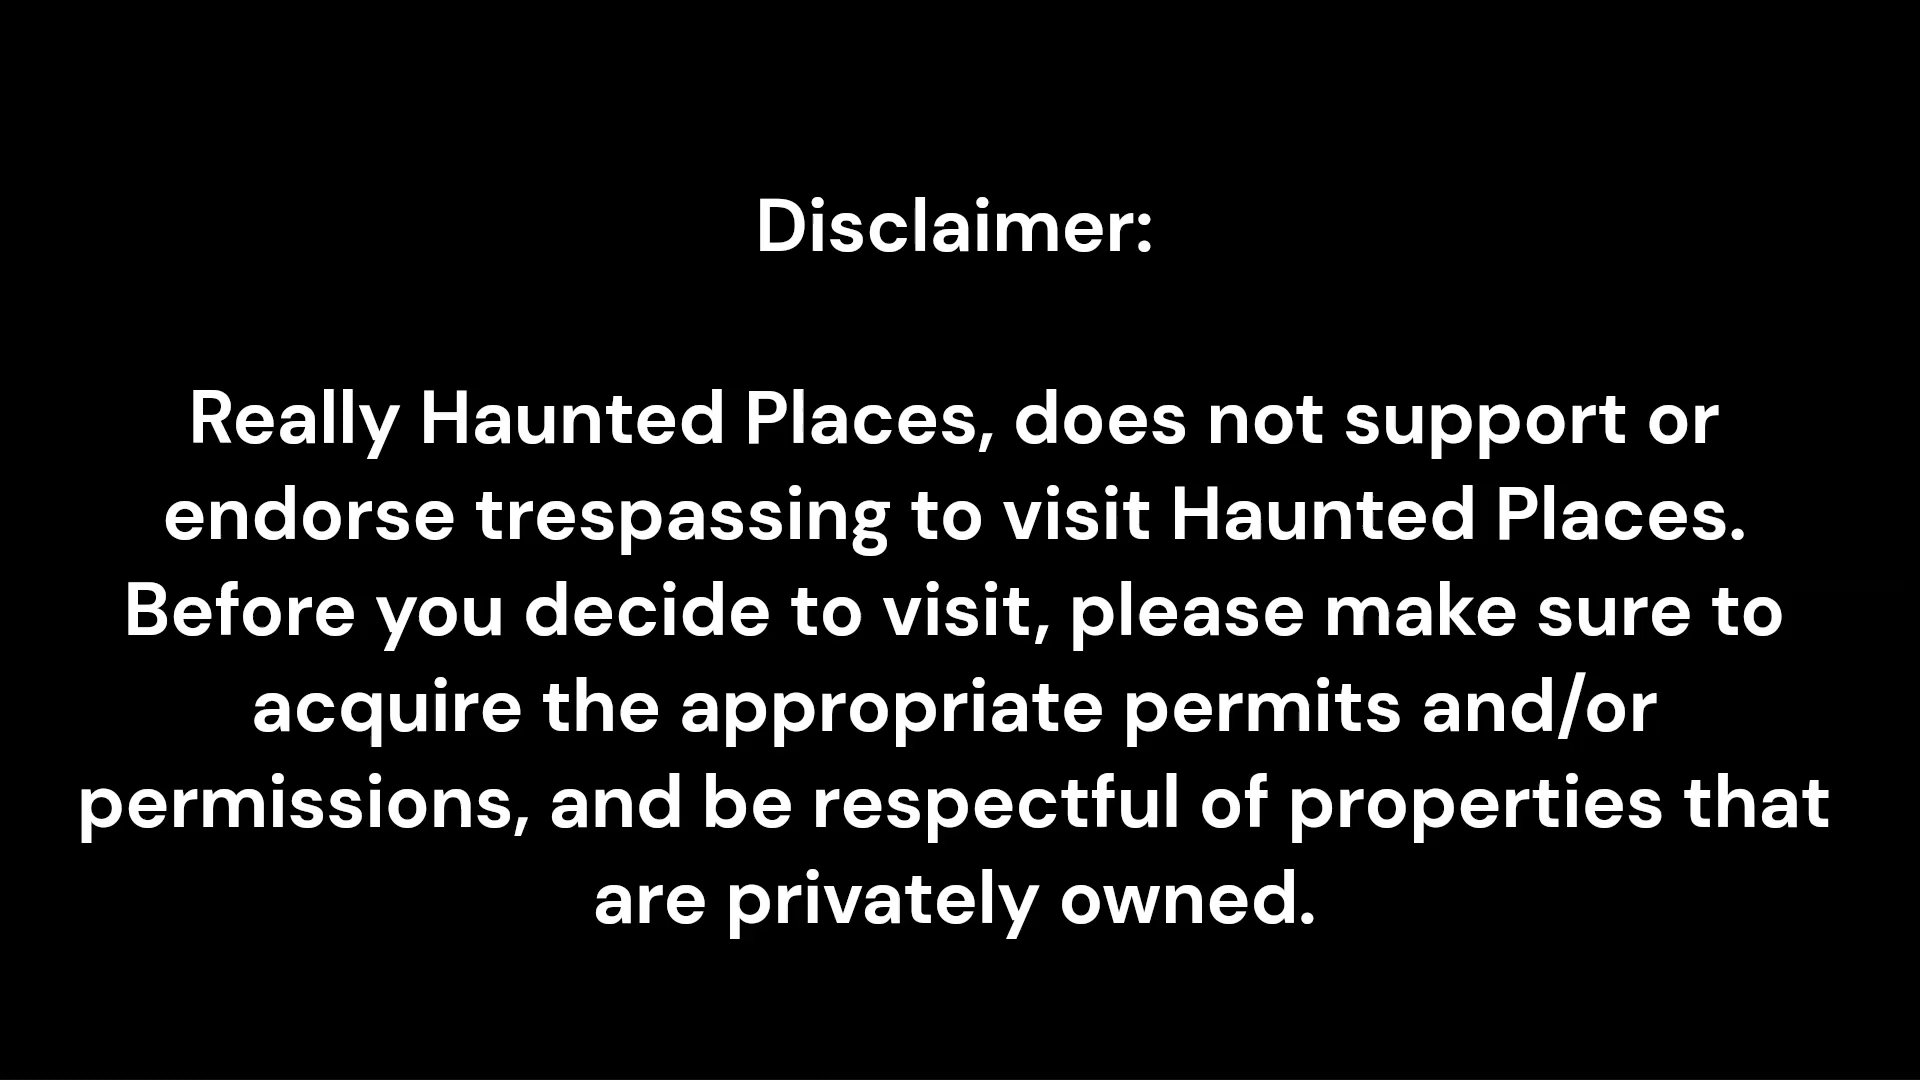 Disclaimer:
Really Haunted Places, does not support or
endorse trespassing to visit Haunted Places.
Before you decide to visit, please make sure to
acquire the appropriate permits and/or
permissions, and be respectful of properties that
are privately owned.